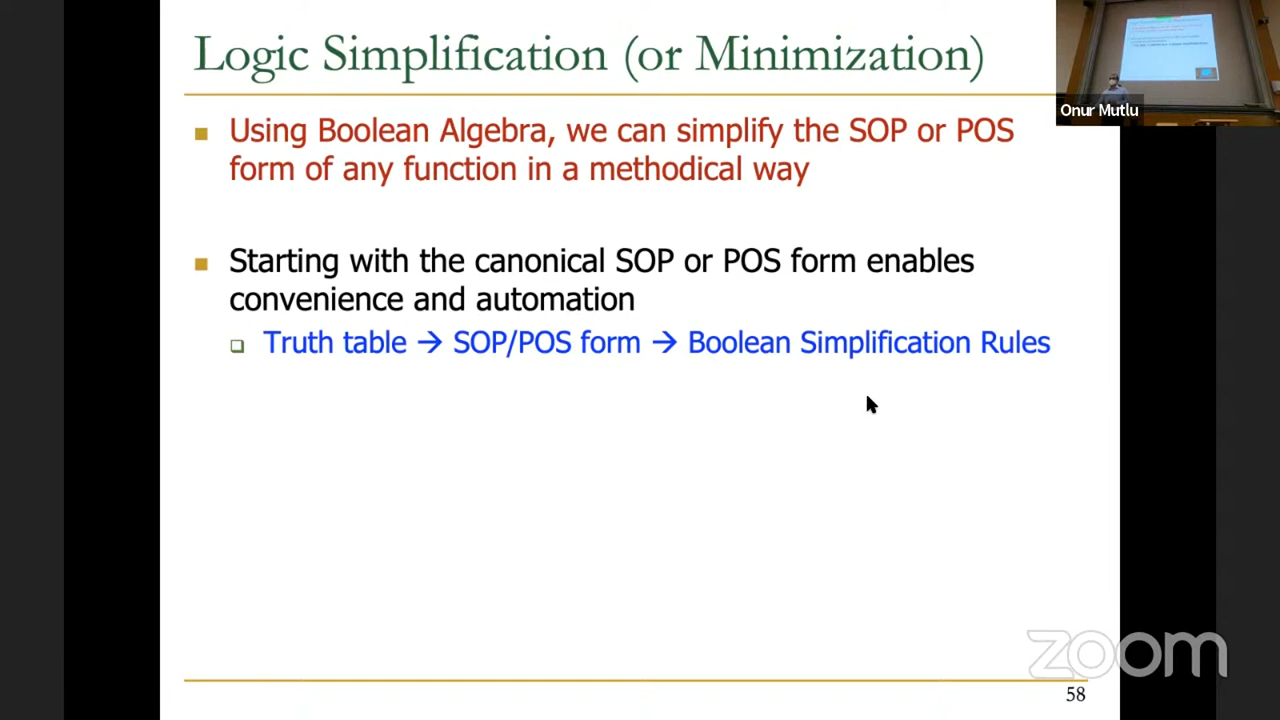 Logic Simplification (or Minimization)
Onur Mutlu
Using Boolean Algebra, we can simplify the SOP or POS
form of any function in a methodical way
Starting with the canonical SOP or POS form enables
convenience and automation
Truth table → SOP/POS form → Boolean Simplification Rules
zoom
58